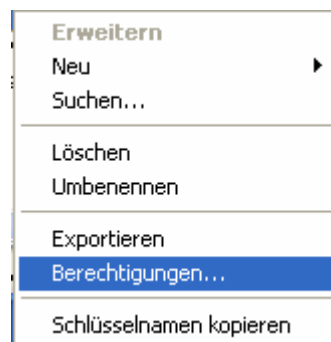 Erweitern
Neu
Suchen...
Löschen
Umbenennen
Exportieren
Berechtigungen...
Schlüsselnamen kopieren